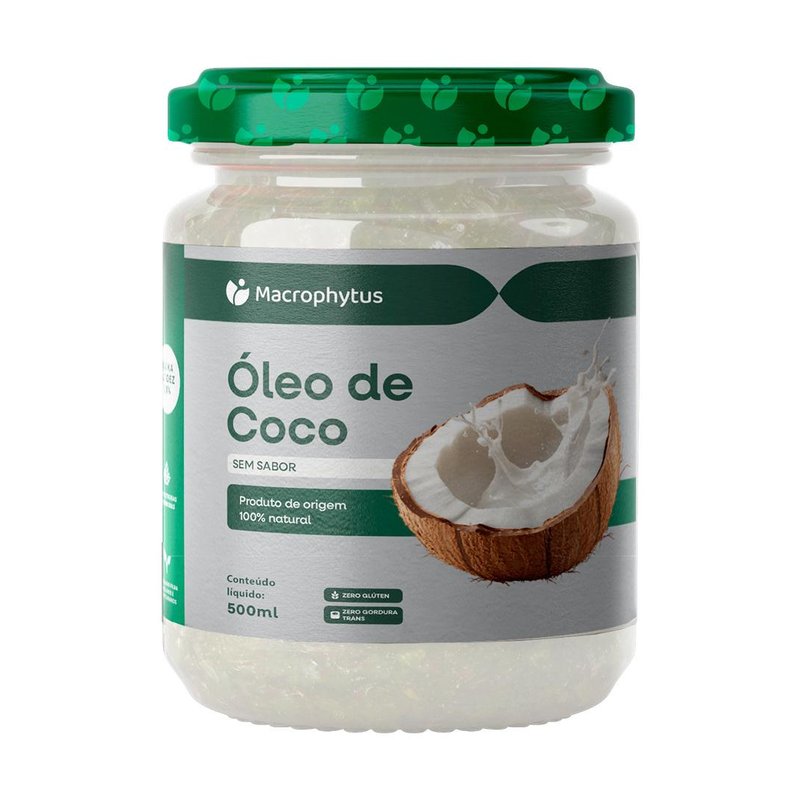 Macrophytus
Óleo de
Coco
SEM SABOR
Produto de origem
100% natural
Conteúdo
líquido:
500ml
ZERO GLÚTEN
ZERO GORDURA
TRANS